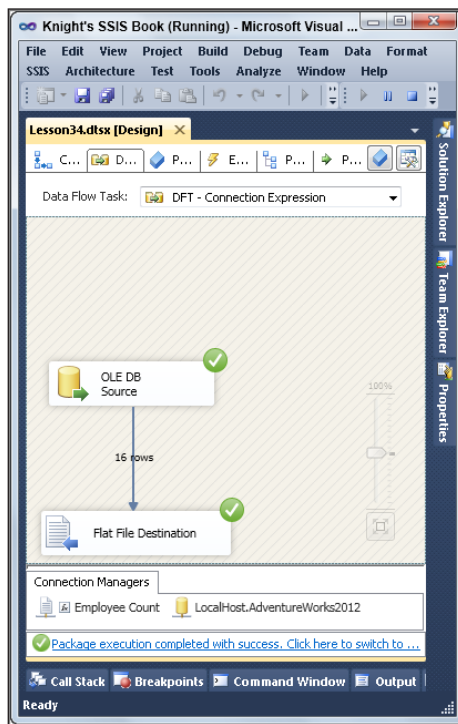 Knight's SSIS Book (Running) - Microsoft Visual ...
File Edit View Project Build Debug Team Data Format
SSIS Architecture Test Tools Analyze Window Help
Lesson34.dtsx [Design]
C... D... P... E... P... P...
Data Flow Task: DFT - Connection Expression
Solution Explorer
Team Explorer
Properties
OLE DB
Source
100%
16 rows
Flat File Destination
Connection Managers
Employee Count LocalHost.AdventureWorks2012
Package execution completed with success. Click here to switch to ...
Call Stack Breakpoints Command Window Output
Ready